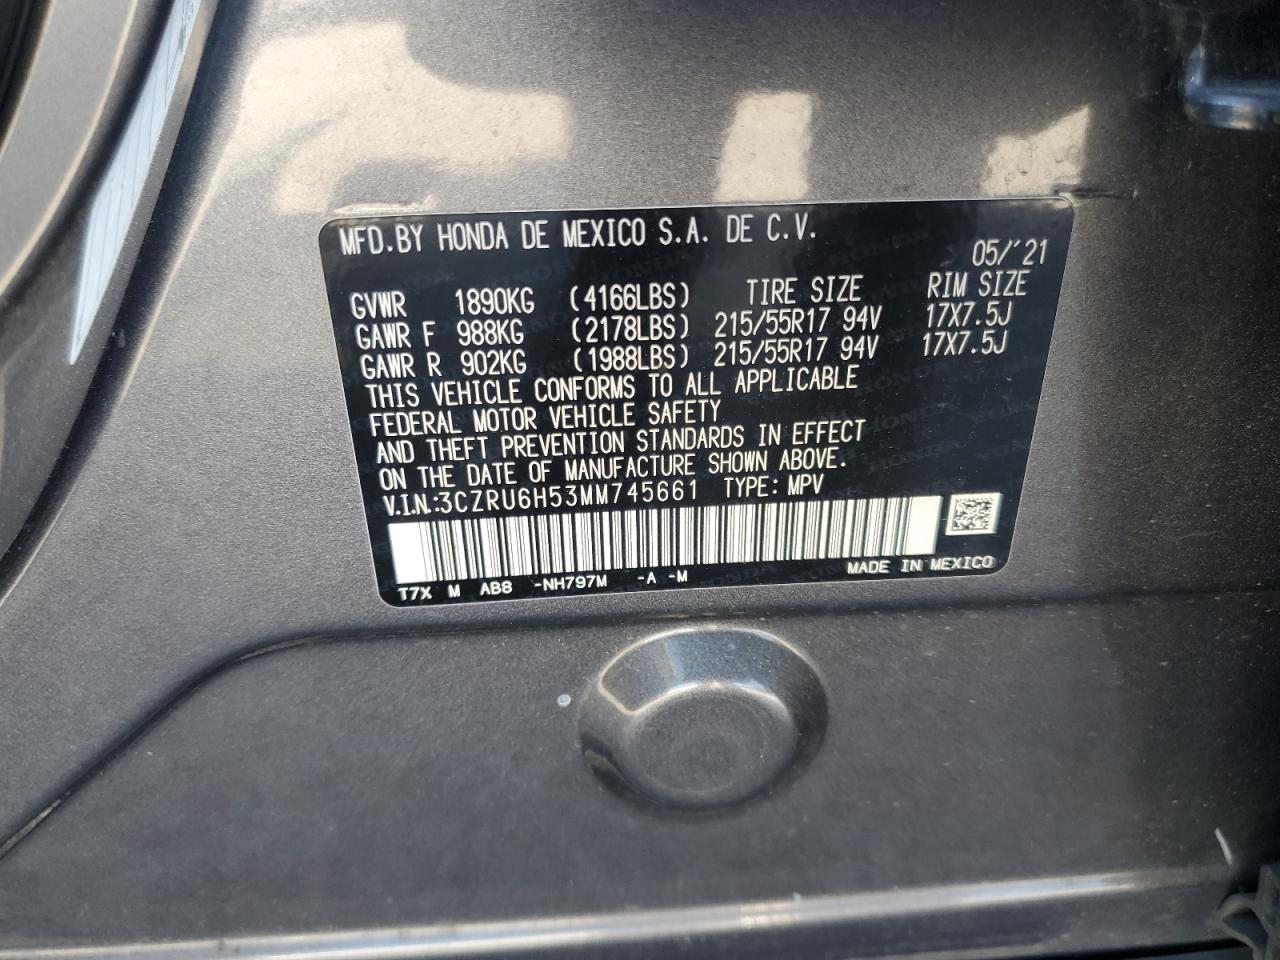 MFD.BY HONDA DE MEXICO S.A. DE C.V.
05/'21
GVWR 1890KG (4166LBS) TIRE SIZE RIM SIZE
GAWR F 988KG (2178LBS) 215/55R17 94V 17X7.5J
GAWR R 902KG (1988LBS) 215/55R17 94V 17X7.5J
THIS VEHICLE CONFORMS TO ALL APPLICABLE
FEDERAL MOTOR VEHICLE SAFETY
AND THEFT PREVENTION STANDARDS IN EFFECT
ON THE DATE OF MANUFACTURE SHOWN ABOVE.
V.I.N.:3CZRU6H53MM745661 TYPE: MPV
T7X M AB8 -NH797M -A -M MADE IN MEXICO